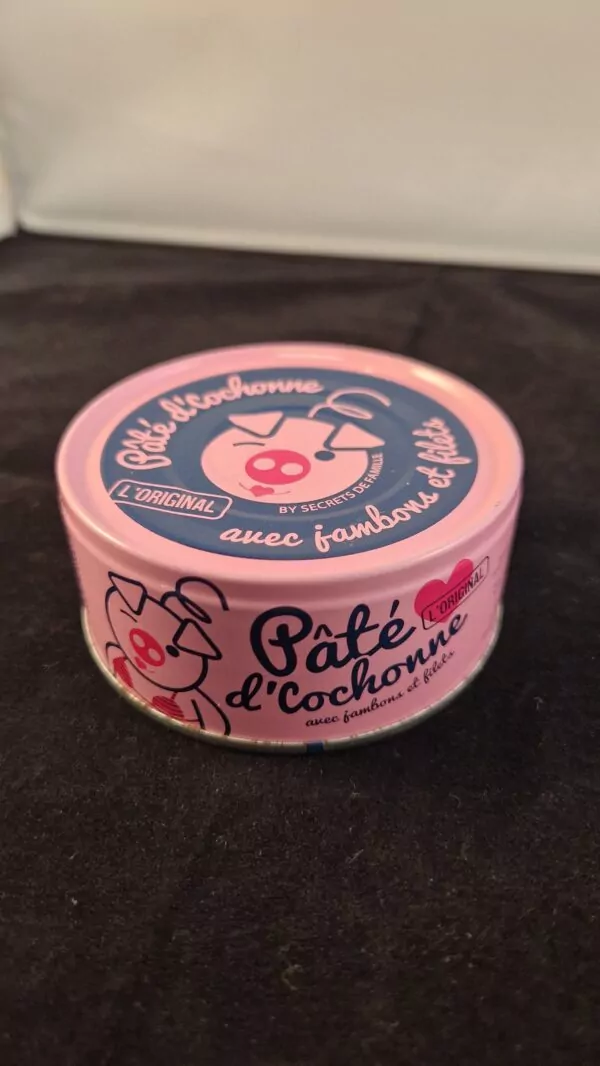 Pâté d'Cochonne
L'ORIGINAL
BY SECRETS DE FAMILLE
avec jambons et filets
Pâté
L'ORIGINAL
d'Cochonne
avec jambons et filets